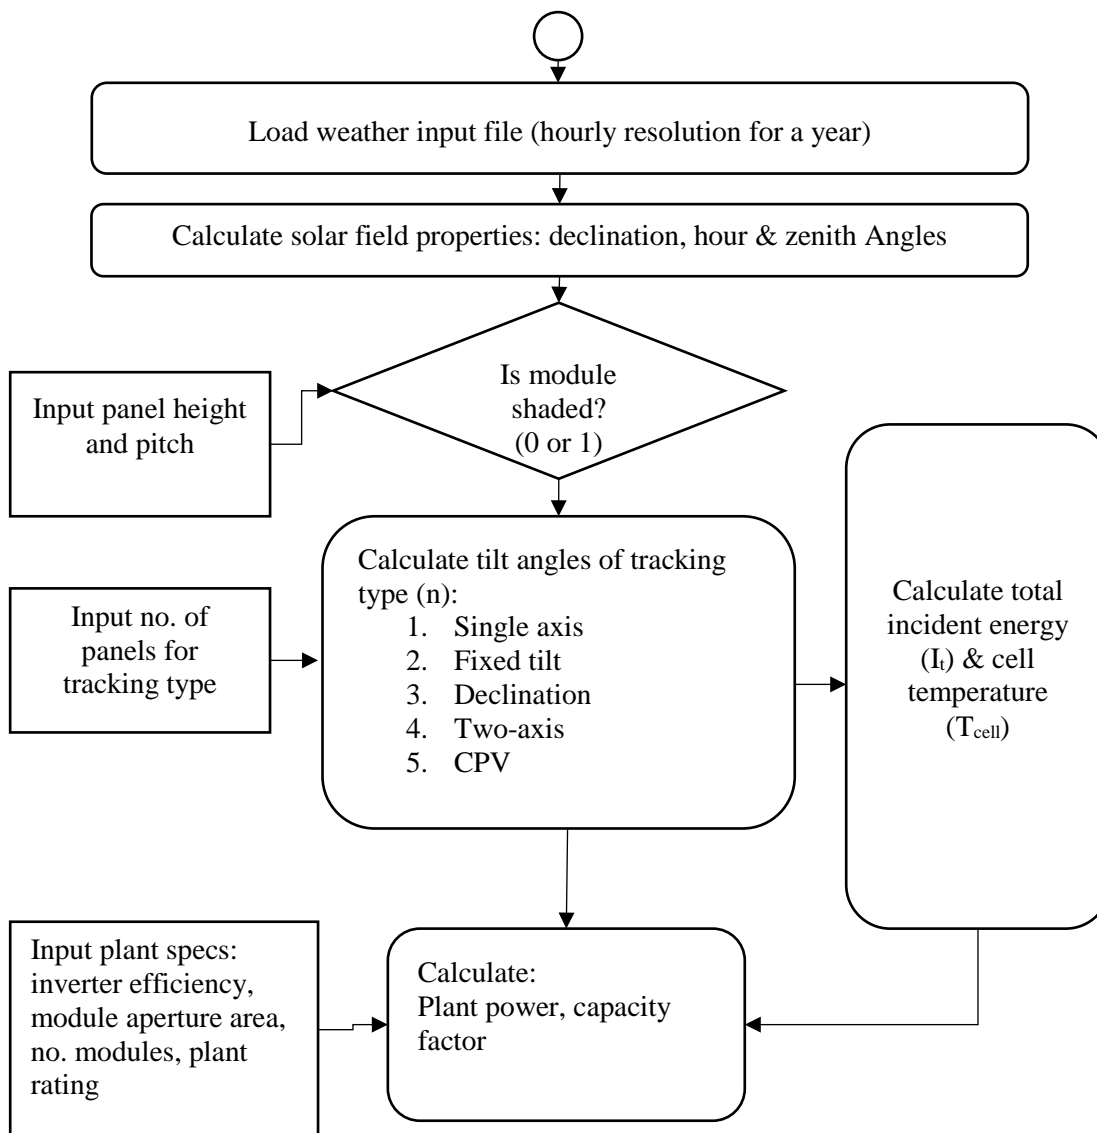 Load weather input file (hourly resolution for a year)
Calculate solar field properties: declination, hour & zenith Angles
Is module
shaded?
(0 or 1)
Input panel height
and pitch
Calculate tilt angles of tracking
type (n):
1. Single axis
2. Fixed tilt
3. Declination
4. Two-axis
5. CPV
Input no. of
panels for
tracking type
Calculate total
incident energy
(Iₜ) & cell
temperature
(Tcell)
Input plant specs:
inverter efficiency,
module aperture area,
no. modules, plant
rating
Calculate:
Plant power, capacity
factor